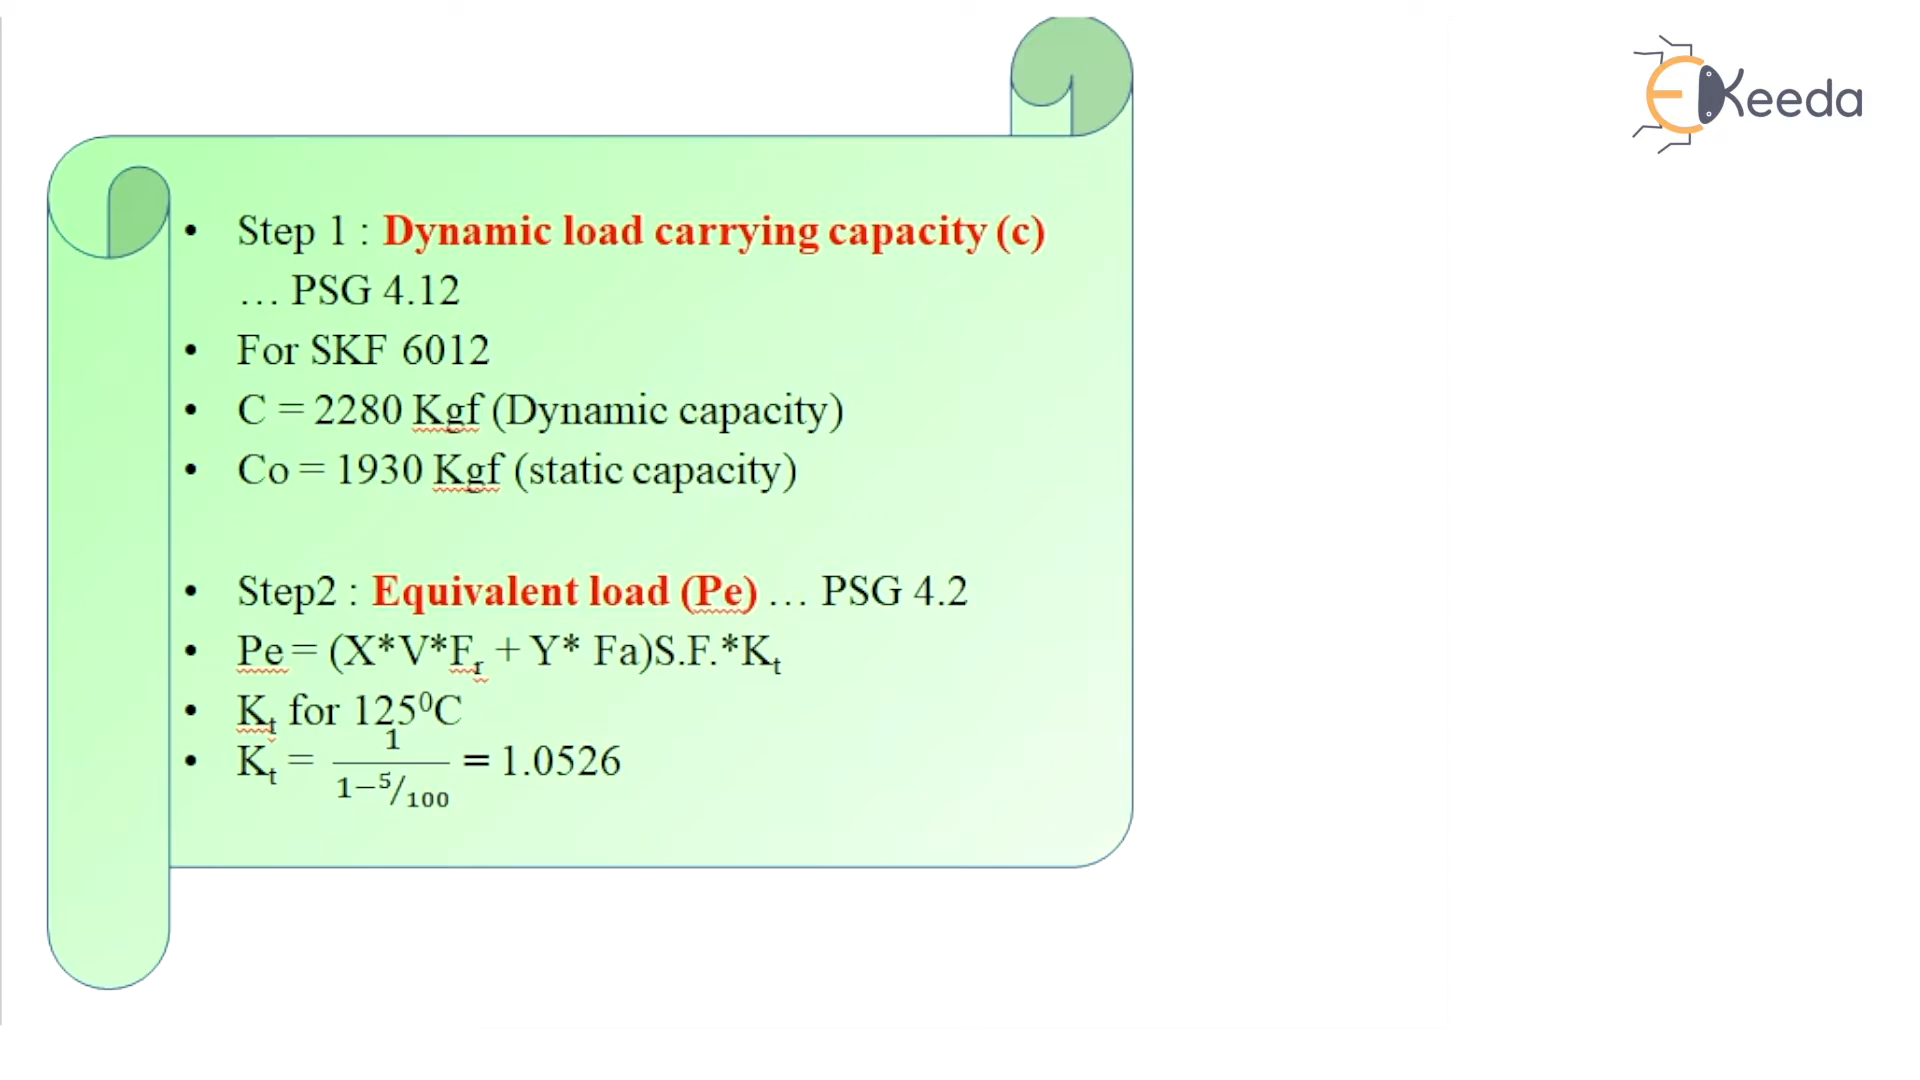 EKeeda
• Step 1 : Dynamic load carrying capacity (c)
… PSG 4.12
• For SKF 6012
• C = 2280 Kgf (Dynamic capacity)
• Co = 1930 Kgf (static capacity)
• Step2 : Equivalent load (Pe) … PSG 4.2
• Pe = (X*V*Fᵣ + Y* Fa)S.F.*Kₜ
• Kₜ for 125⁰C
• Kₜ = 1 / (1−⁵/₁₀₀) = 1.0526